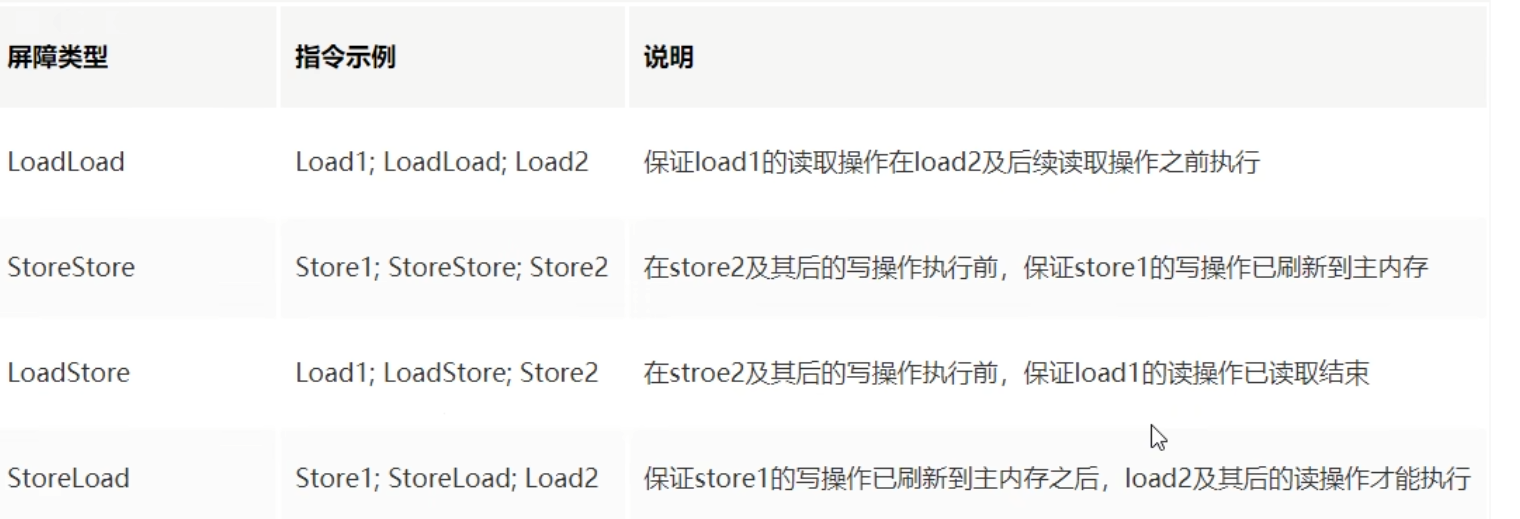 屏障类型 指令示例 说明
LoadLoad Load1; LoadLoad; Load2 保证load1的读取操作在load2及后续读取操作之前执行
StoreStore Store1; StoreStore; Store2 在store2及其后的写操作执行前，保证store1的写操作已刷新到主内存
LoadStore Load1; LoadStore; Store2 在stroe2及其后的写操作执行前，保证load1的读操作已读取结束
StoreLoad Store1; StoreLoad; Load2 保证store1的写操作已刷新到主内存之后，load2及其后的读操作才能执行